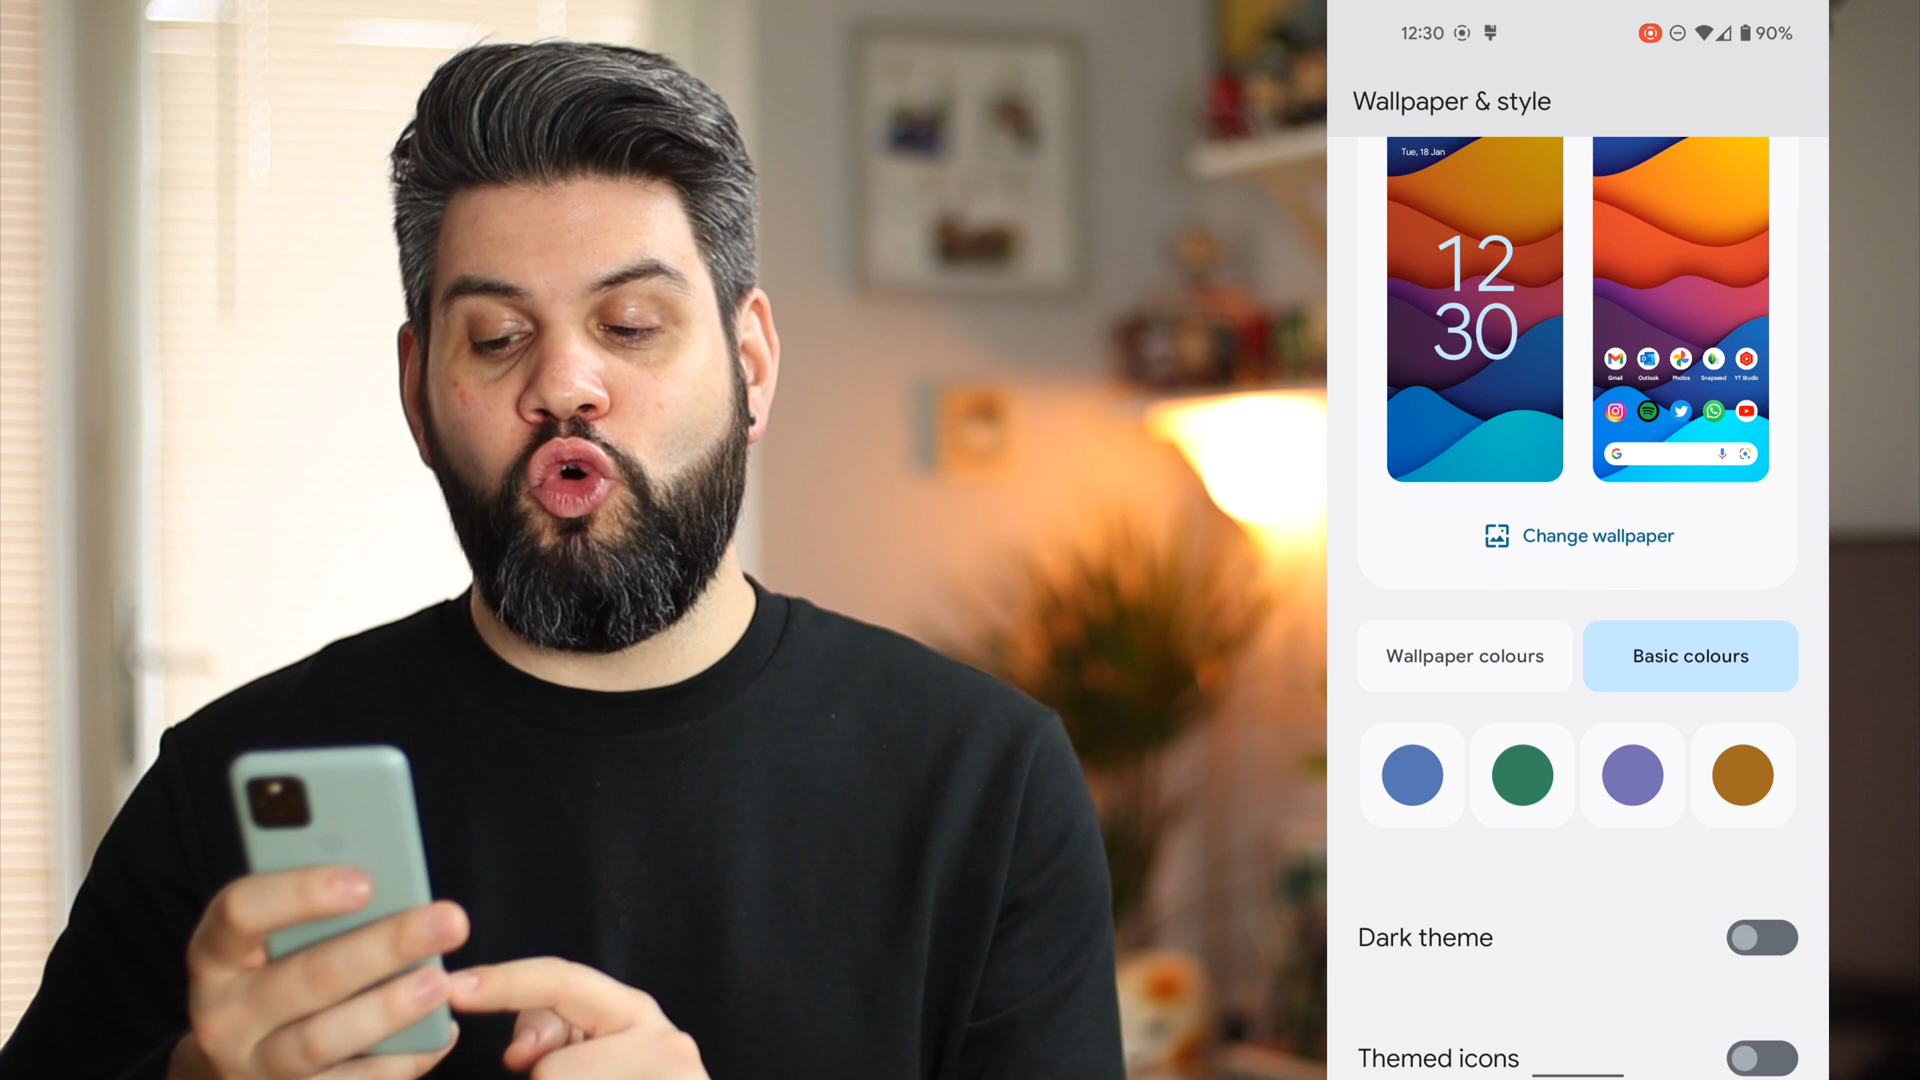 12:30
90%
Wallpaper & style
Tue, 18 Jan
12
30
Gmail
Outlook
Photos
Snapseed
YT Studio
G
Change wallpaper
Wallpaper colours
Basic colours
Dark theme
Themed icons